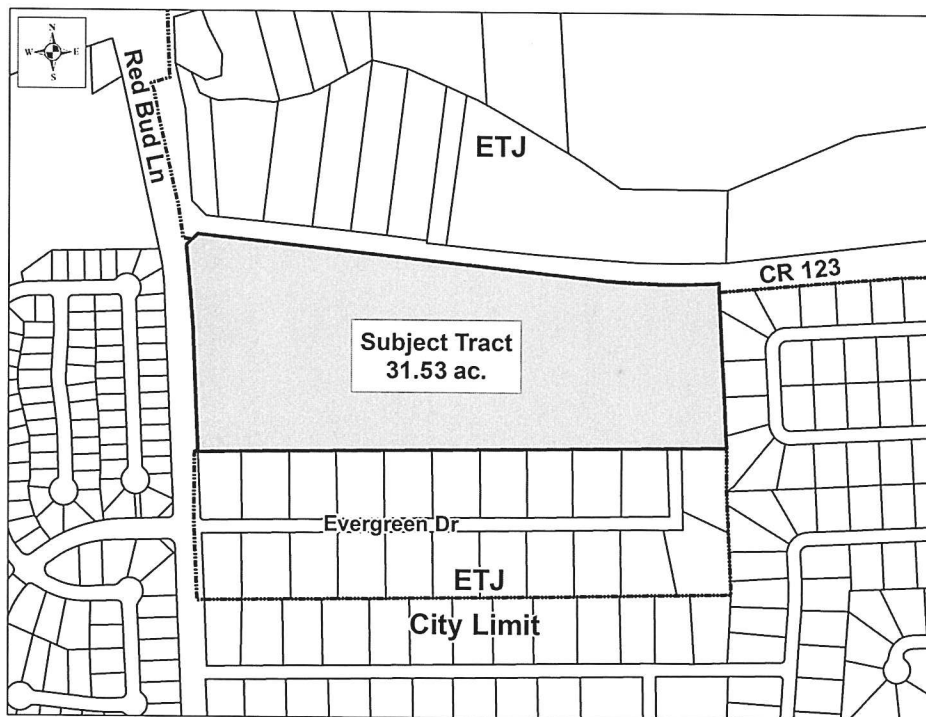 N
W E
S
Red Bud Ln
ETJ
CR 123
Subject Tract
31.53 ac.
Evergreen Dr
ETJ
City Limit